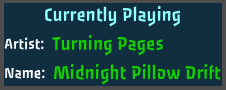 Currently Playing
Artist: Turning Pages
Name: Midnight Pillow Drift